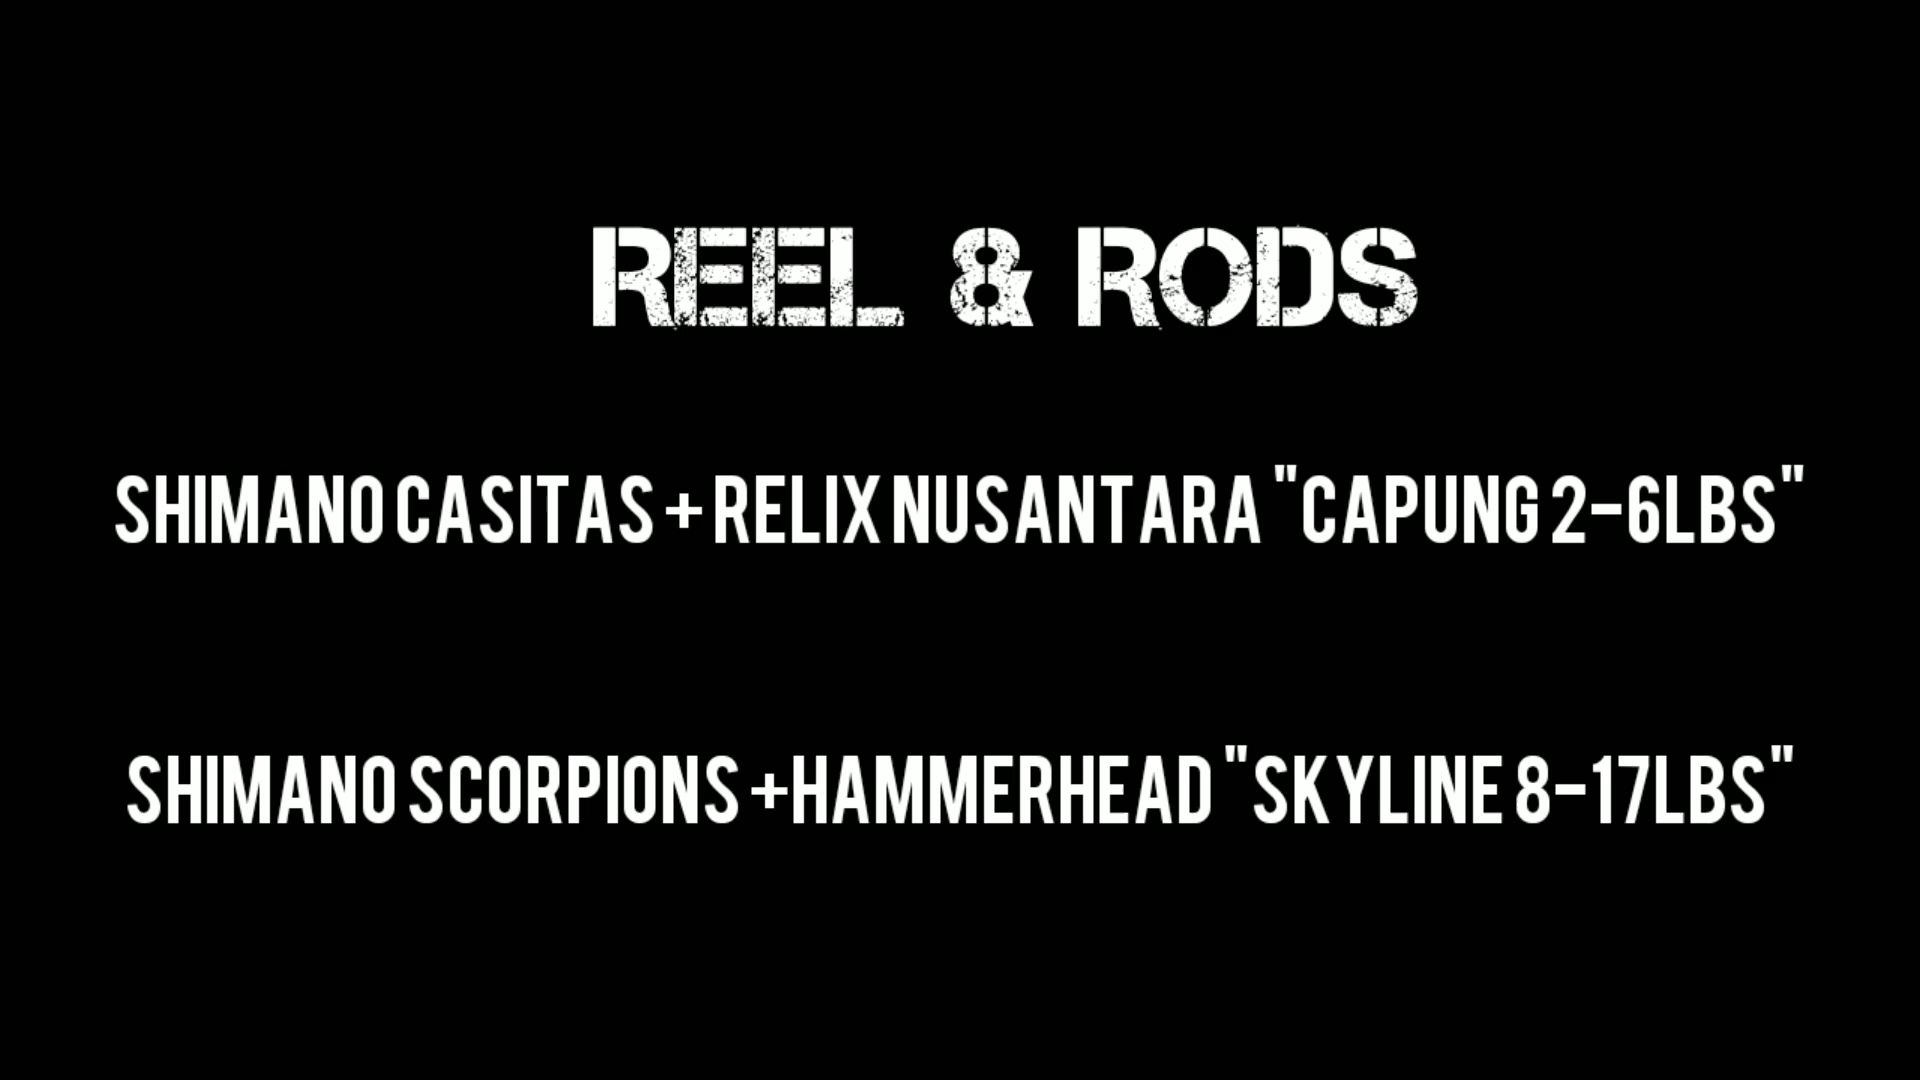 REEL & RODS
SHIMANO CASITAS + RELIX NUSANTARA "CAPUNG 2-6LBS"
SHIMANO SCORPIONS +HAMMERHEAD "SKYLINE 8-17LBS"